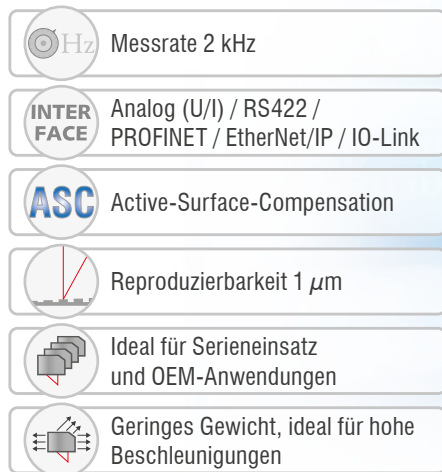 Hz
Messrate 2 kHz
INTER
FACE
Analog (U/I) / RS422 /
PROFINET / EtherNet/IP / IO-Link
ASC
Active-Surface-Compensation
Reproduzierbarkeit 1 µm
Ideal für Serieneinsatz
und OEM-Anwendungen
Geringes Gewicht, ideal für hohe
Beschleunigungen